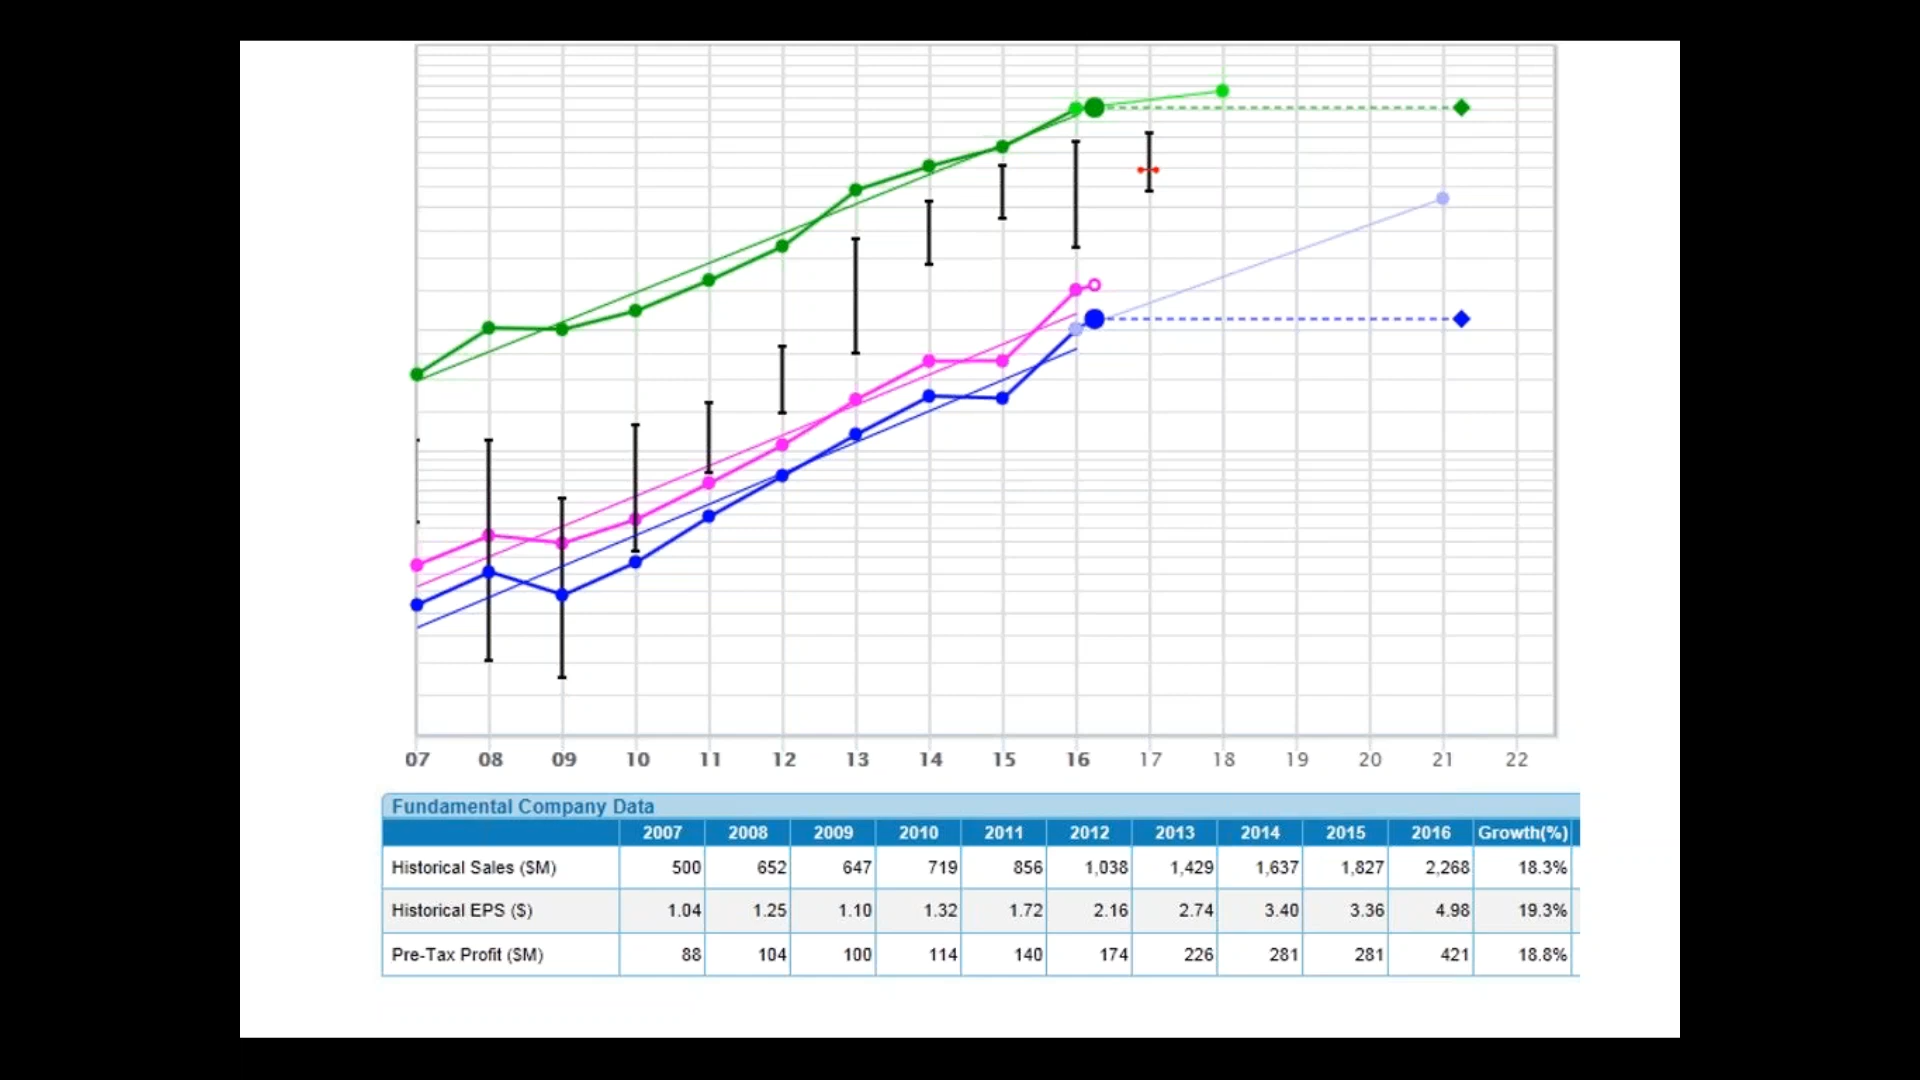 07 08 09 10 11 12 13 14 15 16 17 18 19 20 21 22
Fundamental Company Data
2007 2008 2009 2010 2011 2012 2013 2014 2015 2016 Growth(%)
Historical Sales ($M) 500 652 647 719 856 1,038 1,429 1,637 1,827 2,268 18.3%
Historical EPS ($) 1.04 1.25 1.10 1.32 1.72 2.16 2.74 3.40 3.36 4.98 19.3%
Pre-Tax Profit ($M) 88 104 100 114 140 174 226 281 281 421 18.8%